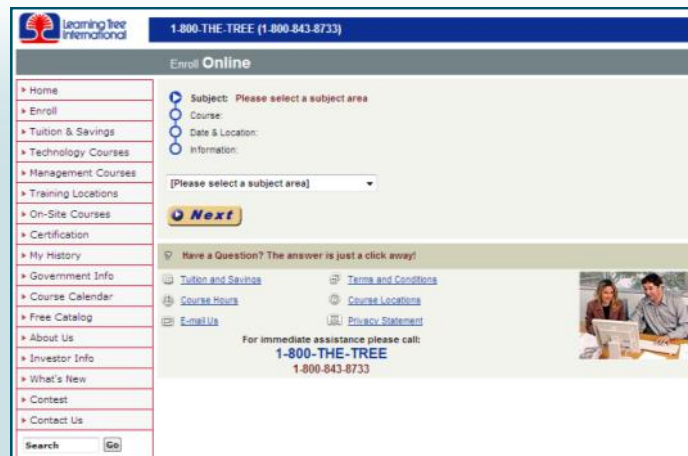 Learning Tree
International
1-800-THE-TREE (1-800-843-8733)
Enroll Online
Home
Enroll
Tuition & Savings
Technology Courses
Management Courses
Training Locations
On-Site Courses
Certification
My History
Government Info
Course Calendar
Free Catalog
About Us
Investor Info
What's New
Contest
Contact Us
Search Go
Subject: Please select a subject area
Course:
Date & Location:
Information:
[Please select a subject area]
Next
Have a Question? The answer is just a click away!
Tuition and Savings Terms and Conditions
Course Hours Course Locations
E-mail Us Privacy Statement
For immediate assistance please call:
1-800-THE-TREE
1-800-843-8733